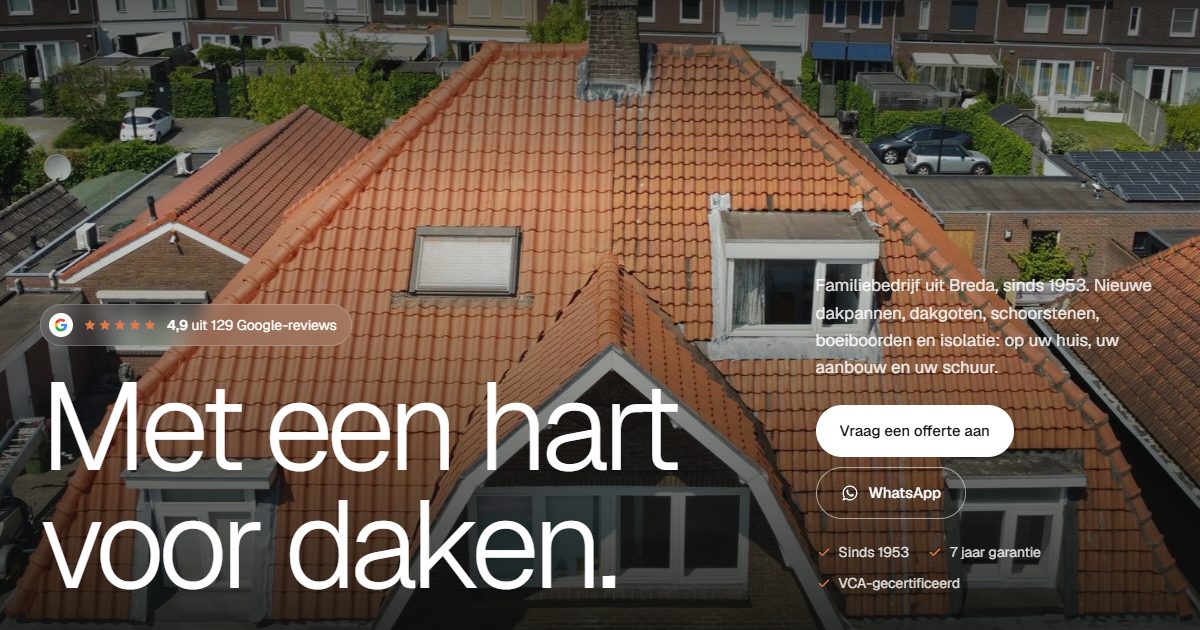 4,9 uit 129 Google-reviews
Met een hart
voor daken.
Familiebedrijf uit Breda, sinds 1953. Nieuwe
dakpannen, dakgoten, schoorstenen,
boeiboorden en isolatie: op uw huis, uw
aanbouw en uw schuur.
Vraag een offerte aan
WhatsApp
Sinds 1953
7 jaar garantie
VCA-gecertificeerd